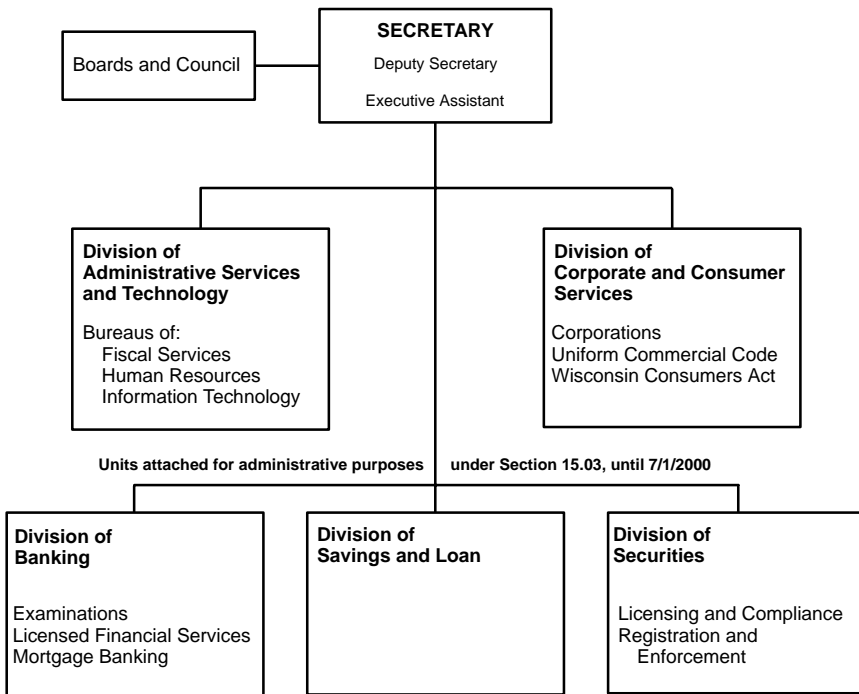 SECRETARY
Deputy Secretary
Executive Assistant
Boards and Council
Division of
Administrative Services
and Technology
Bureaus of:
Fiscal Services
Human Resources
Information Technology
Division of
Corporate and Consumer
Services
Corporations
Uniform Commercial Code
Wisconsin Consumers Act
Units attached for administrative purposes under Section 15.03, until 7/1/2000
Division of
Banking
Examinations
Licensed Financial Services
Mortgage Banking
Division of
Savings and Loan
Division of
Securities
Licensing and Compliance
Registration and
Enforcement